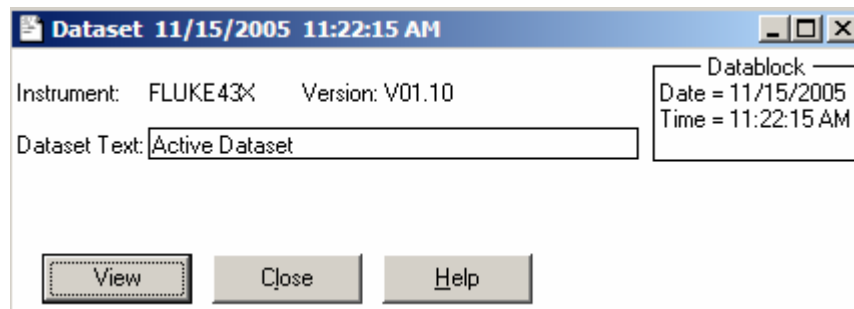 Dataset 11/15/2005 11:22:15 AM
Instrument: FLUKE43X Version: V01.10
Dataset Text: Active Dataset
Datablock
Date = 11/15/2005
Time = 11:22:15 AM
View Close Help